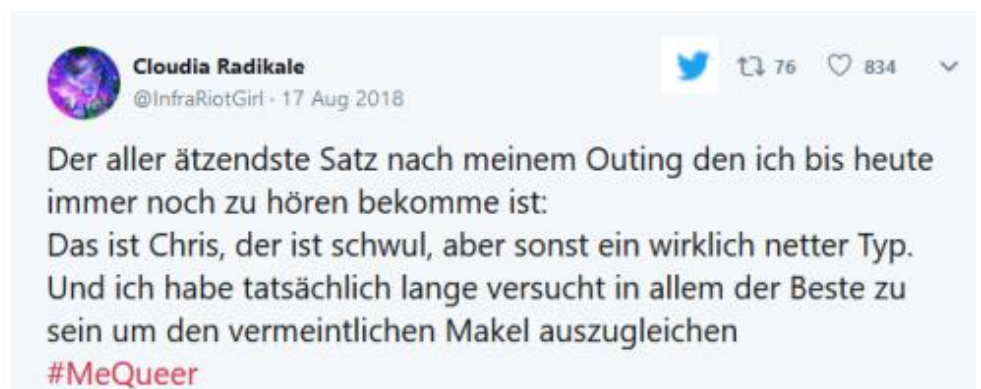 Cloudia Radikale
76 834
@InfraRiotGirl · 17 Aug 2018
Der aller ätzendste Satz nach meinem Outing den ich bis heute
immer noch zu hören bekomme ist:
Das ist Chris, der ist schwul, aber sonst ein wirklich netter Typ.
Und ich habe tatsächlich lange versucht in allem der Beste zu
sein um den vermeintlichen Makel auszugleichen
#MeQueer